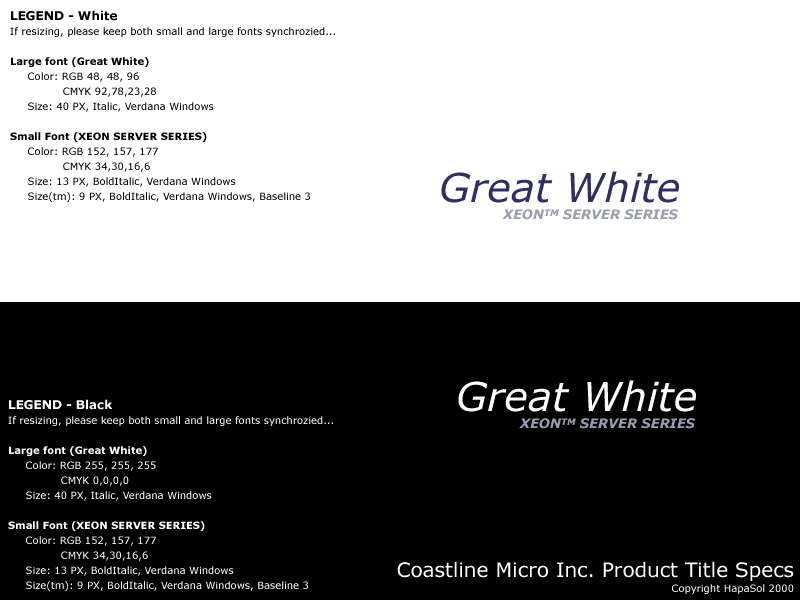 LEGEND - White
If resizing, please keep both small and large fonts synchrozied...
Large font (Great White)
Color: RGB 48, 48, 96
CMYK 92,78,23,28
Size: 40 PX, Italic, Verdana Windows
Small Font (XEON SERVER SERIES)
Color: RGB 152, 157, 177
CMYK 34,30,16,6
Size: 13 PX, BoldItalic, Verdana Windows
Size(tm): 9 PX, BoldItalic, Verdana Windows, Baseline 3
Great White
XEON™ SERVER SERIES
LEGEND - Black
If resizing, please keep both small and large fonts synchrozied...
Large font (Great White)
Color: RGB 255, 255, 255
CMYK 0,0,0,0
Size: 40 PX, Italic, Verdana Windows
Small Font (XEON SERVER SERIES)
Color: RGB 152, 157, 177
CMYK 34,30,16,6
Size: 13 PX, BoldItalic, Verdana Windows
Size(tm): 9 PX, BoldItalic, Verdana Windows, Baseline 3
Great White
XEON™ SERVER SERIES
Coastline Micro Inc. Product Title Specs
Copyright HapaSol 2000